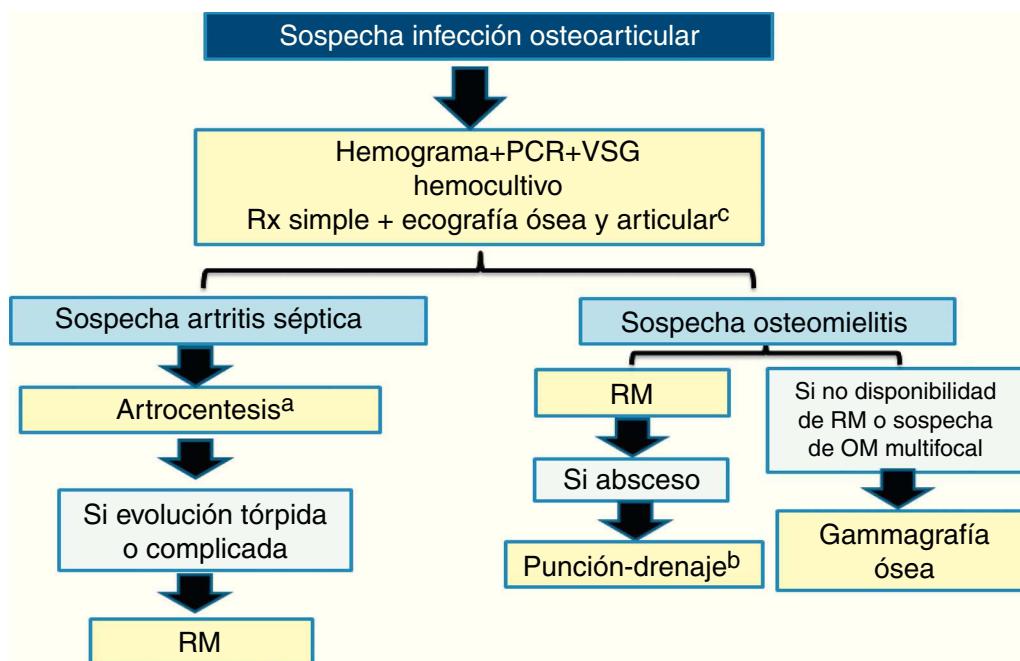 Sospecha infección osteoarticular
Hemograma+PCR+VSG
hemocultivo
Rx simple + ecografía ósea y articularc
Sospecha artritis séptica
Artrocentesisa
Si evolución tórpida
o complicada
RM
Sospecha osteomielitis
RM
Si absceso
Punción-drenajeb
Si no disponibilidad
de RM o sospecha
de OM multifocal
Gammagrafía
ósea